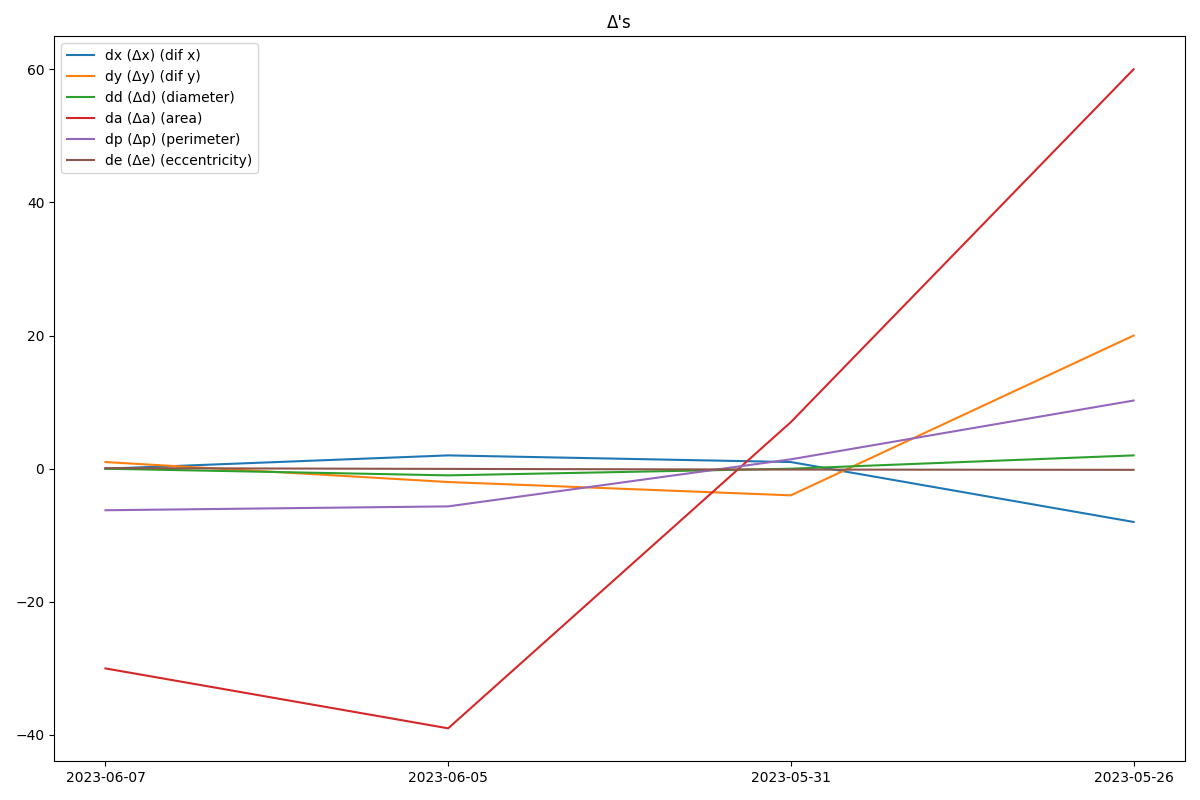 Δ's
dx (Δx) (dif x)
dy (Δy) (dif y)
dd (Δd) (diameter)
da (Δa) (area)
dp (Δp) (perimeter)
de (Δe) (eccentricity)
60
40
20
0
−20
−40
2023-06-07 2023-06-05 2023-05-31 2023-05-26